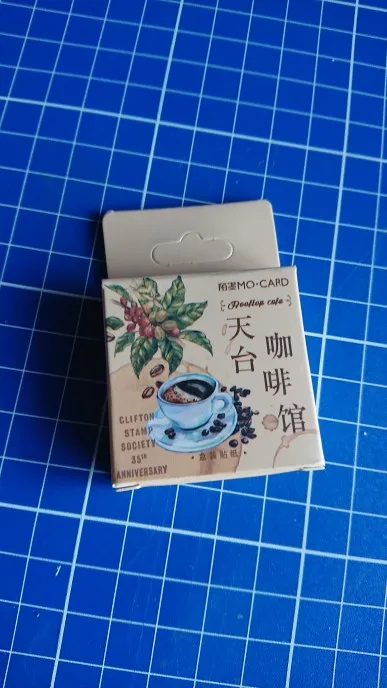 陌墨MO·CARD
Rooftop cafe
天台
咖啡馆
CLIFTON
STAMP
SOCIETY
35TH
ANNIVERSARY
•盒装贴纸•